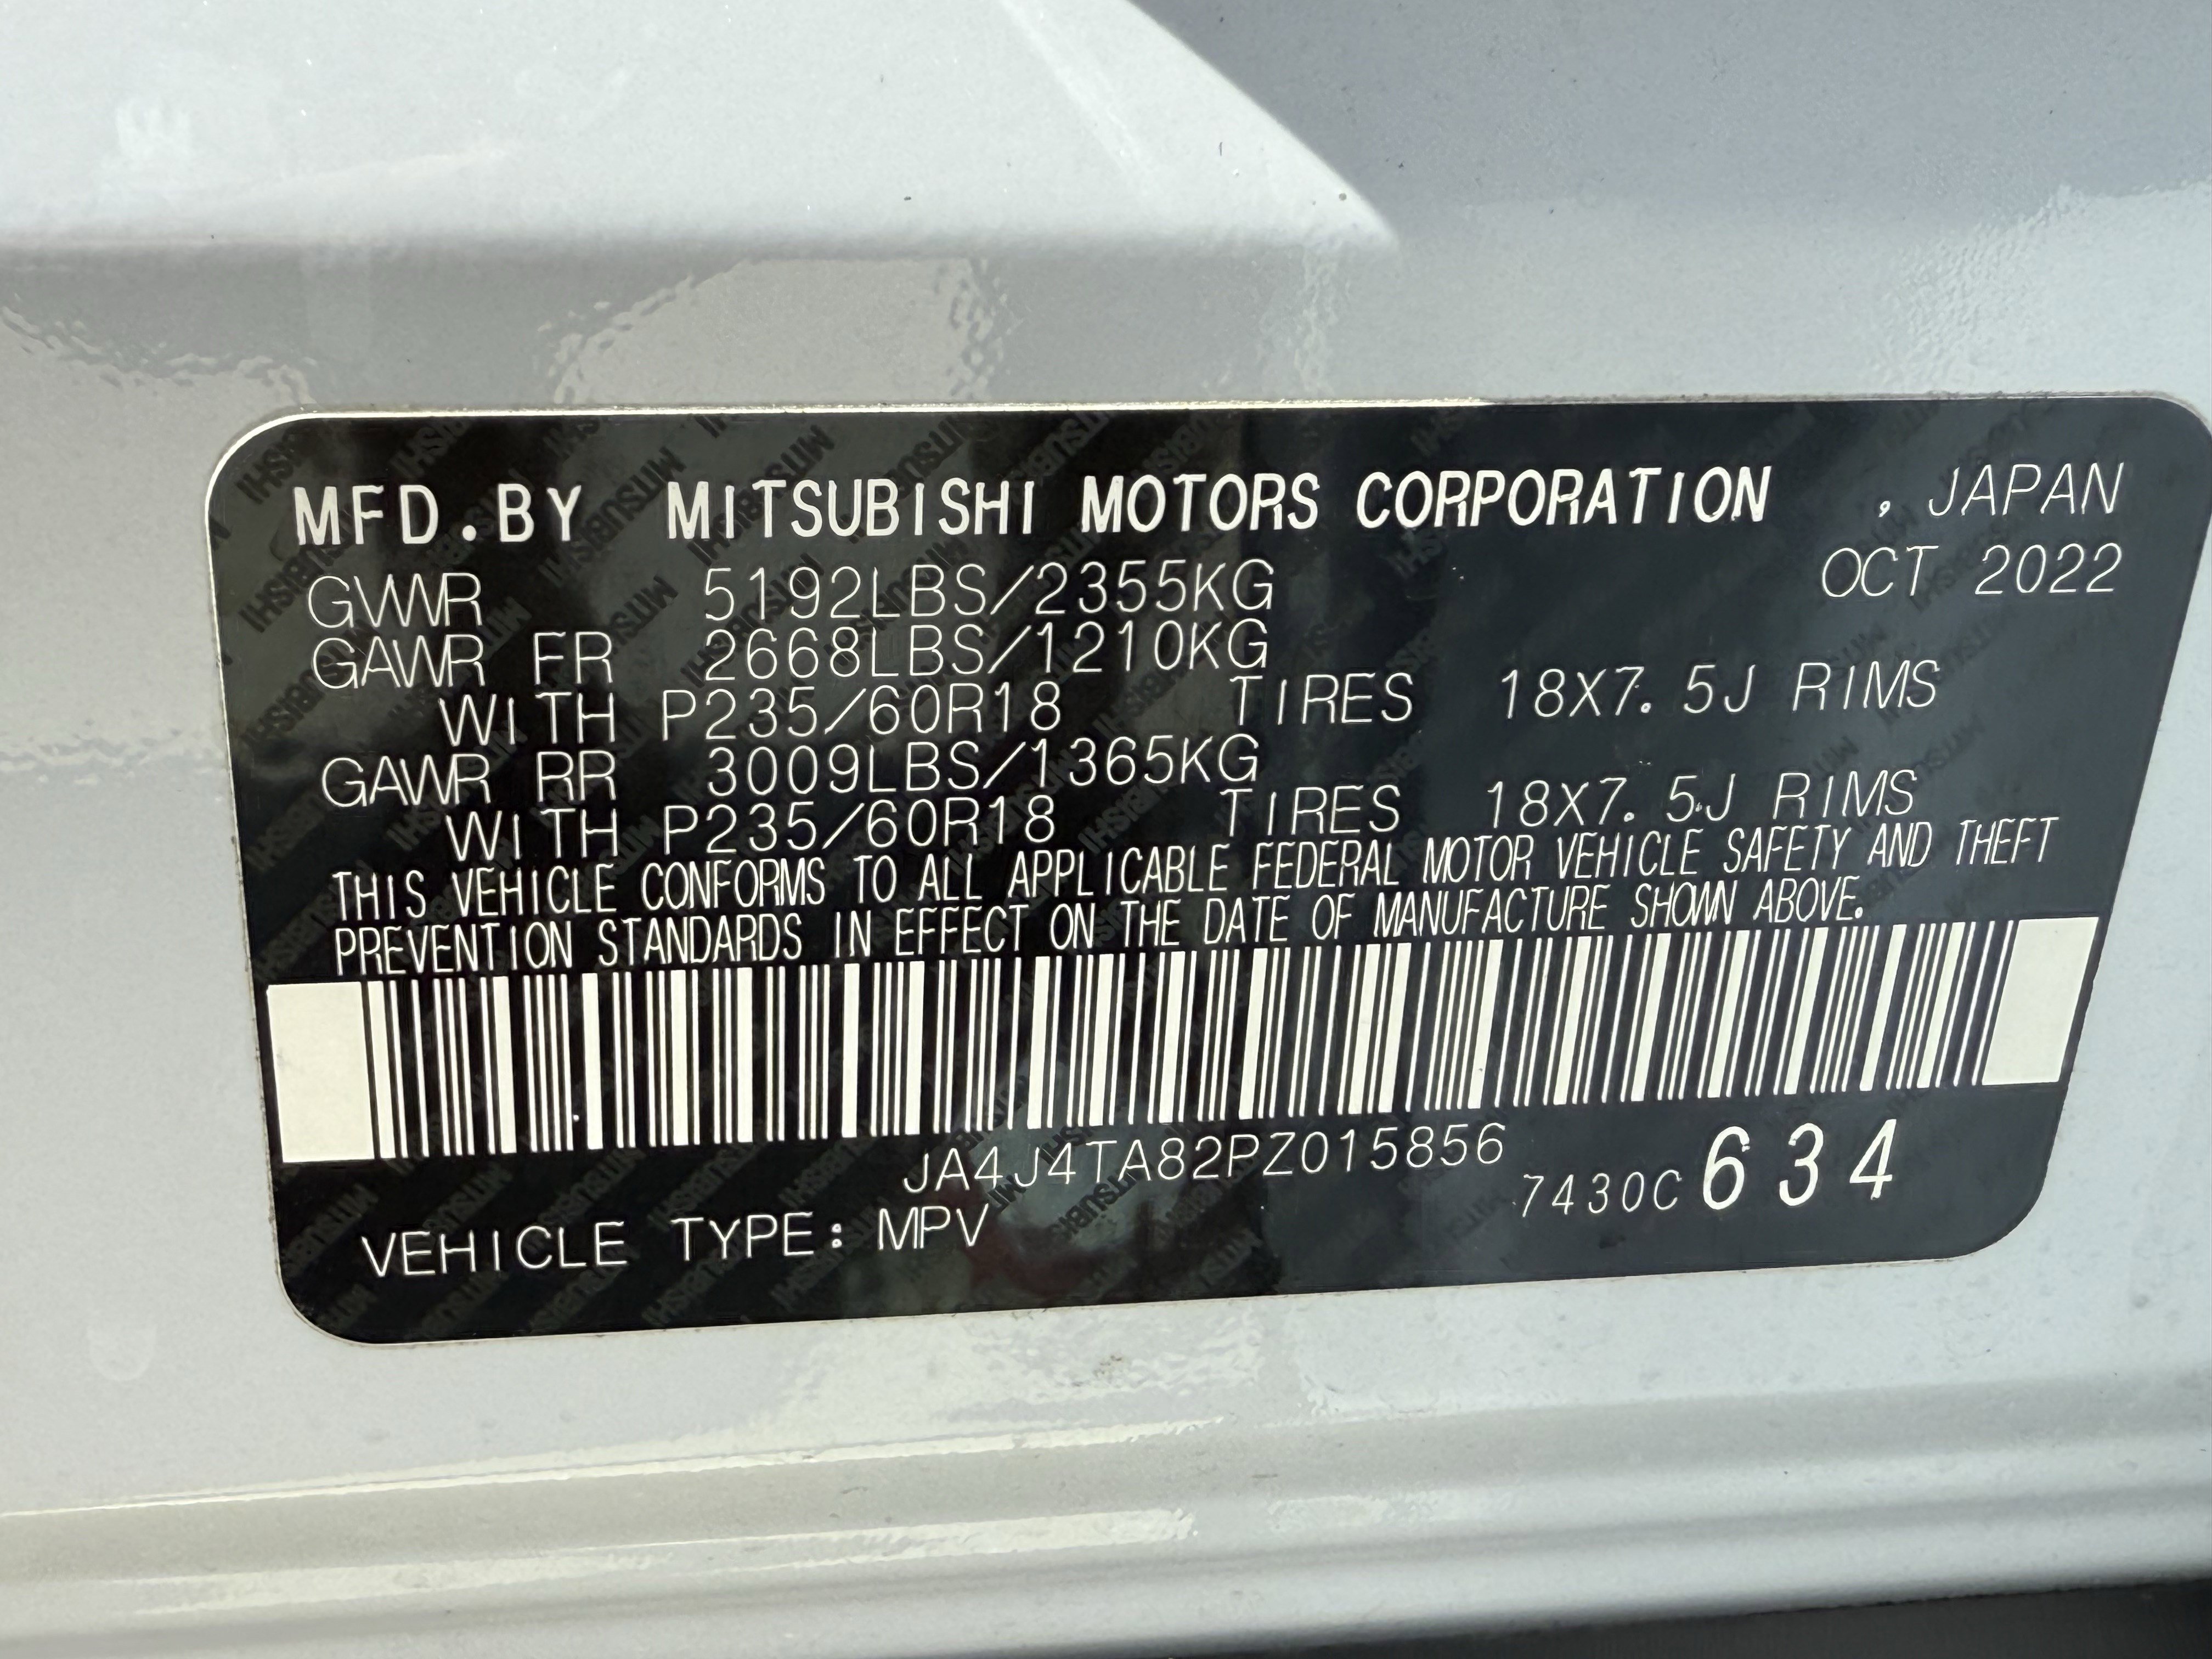 MFD.BY MITSUBISHI MOTORS CORPORATION , JAPAN
OCT 2022
GVWR 5192LBS/2355KG
GAWR FR 2668LBS/1210KG
WITH P235/60R18 TIRES 18X7.5J RIMS
GAWR RR 3009LBS/1365KG
WITH P235/60R18 TIRES 18X7.5J RIMS
THIS VEHICLE CONFORMS TO ALL APPLICABLE FEDERAL MOTOR VEHICLE SAFETY AND THEFT
PREVENTION STANDARDS IN EFFECT ON THE DATE OF MANUFACTURE SHOWN ABOVE.
JA4J4TA82PZ015856
7430C 634
VEHICLE TYPE: MPV